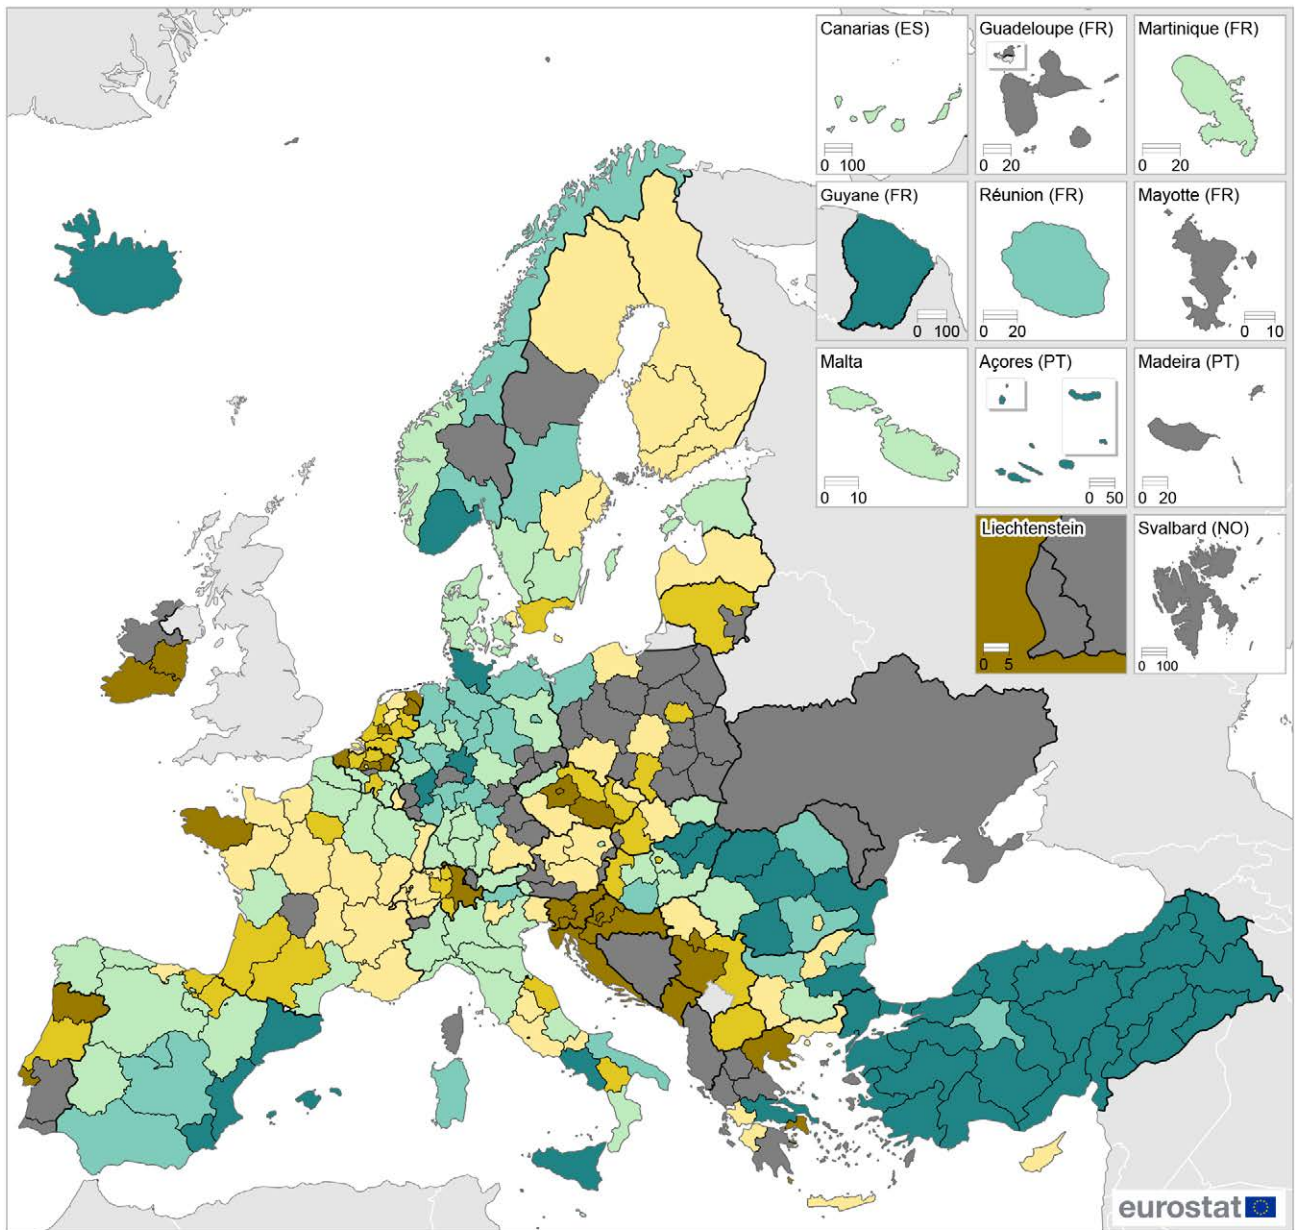 Canarias (ES)
0 100
Guadeloupe (FR)
0 20
Martinique (FR)
0 20
Guyane (FR)
0 100
Réunion (FR)
0 20
Mayotte (FR)
0 10
Malta
0 10
Açores (PT)
0 50
Madeira (PT)
0 20
Liechtenstein
0 5
Svalbard (NO)
0 100
eurostat